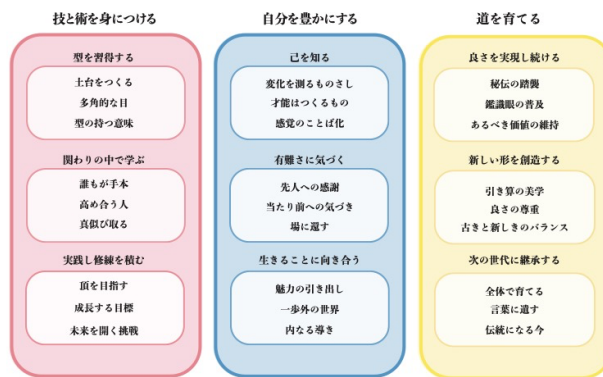 技と術を身につける
型を習得する
土台をつくる
多角的な目
型の持つ意味
関わりの中で学ぶ
誰もが手本
高め合う人
真似び取る
実践し修練を積む
頂を目指す
成長する目標
未来を開く挑戦
自分を豊かにする
己を知る
変化を測るものさし
才能はつくるもの
感覚のことば化
有難さに気づく
先人への感謝
当たり前への気づき
場に還す
生きることに向き合う
魅力の引き出し
一歩外の世界
内なる導き
道を育てる
良さを実現し続ける
秘伝の踏襲
鑑識眼の普及
あるべき価値の維持
新しい形を創造する
引き算の美学
良さの尊重
古きと新しきのバランス
次の世代に継承する
全体で育てる
言葉に遺す
伝統になる今